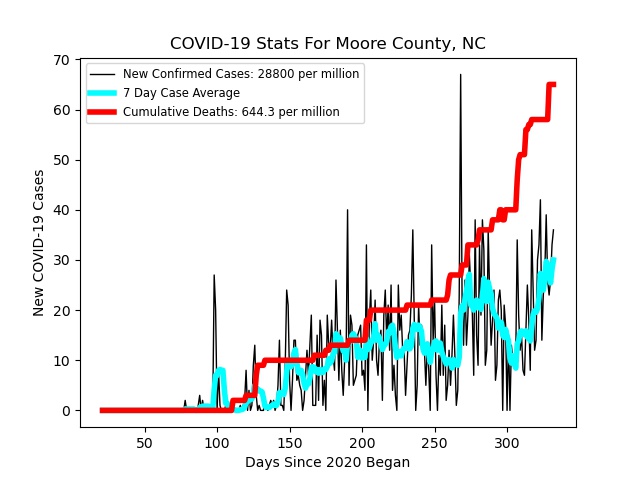 COVID-19 Stats For Moore County, NC
New Confirmed Cases: 28800 per million
7 Day Case Average
Cumulative Deaths: 644.3 per million
New COVID-19 Cases
70
60
50
40
30
20
10
0
50 100 150 200 250 300
Days Since 2020 Began